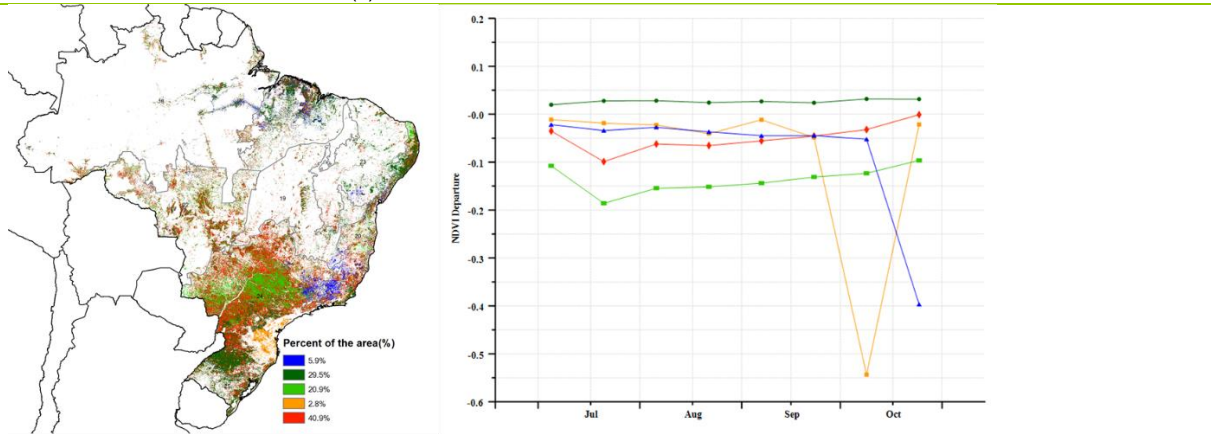 (a)
19
20
Percent of the area(%)
5.9%
29.5%
20.9%
2.8%
40.9%
NDVI Departure
0.2
0.1
-0.0
-0.1
-0.2
-0.3
-0.4
-0.5
-0.6
Jul
Aug
Sep
Oct